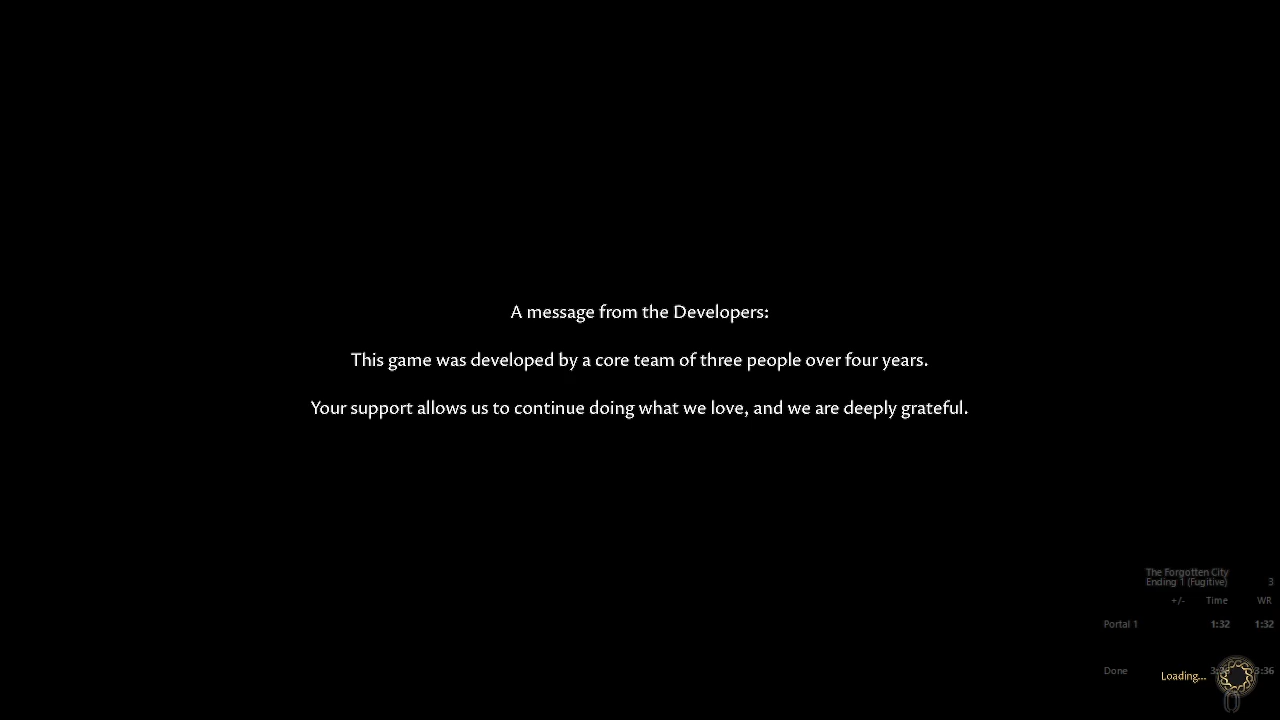 A message from the Developers:
This game was developed by a core team of three people over four years.
Your support allows us to continue doing what we love, and we are deeply grateful.
The Forgotten City
Ending 1 (Fugitive) 3
+/- Time WR
Portal 1 1:32 1:32
Done 3:36
Loading...